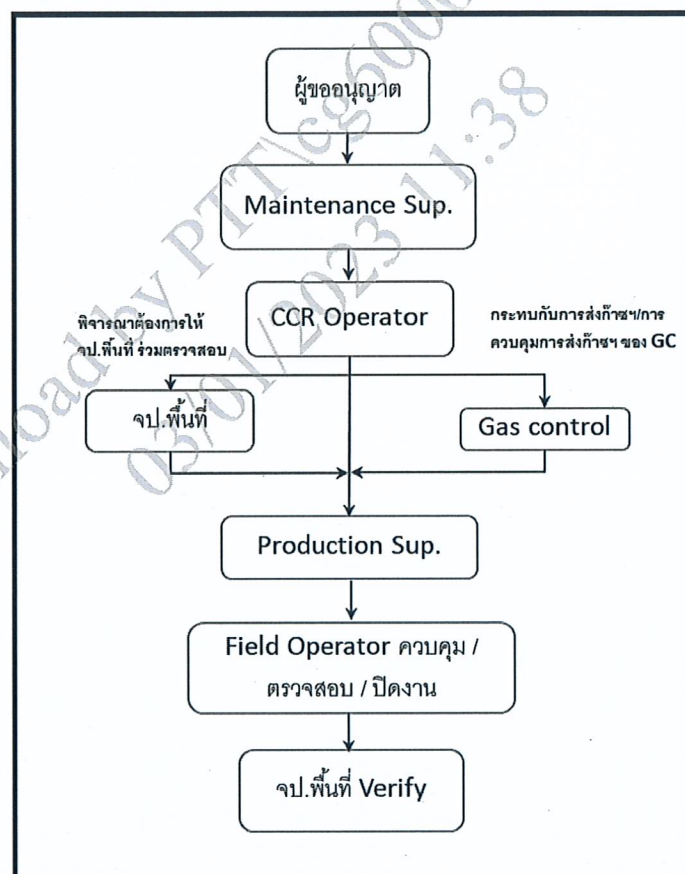 ผู้ขออนุญาต
Maintenance Sup.
CCR Operator
พิจารณาต้องการให้
จป.พื้นที่ ร่วมตรวจสอบ
กระทบกับการส่งก๊าซฯ/การ
ควบคุมการส่งก๊าซฯ ของ GC
จป.พื้นที่
Gas control
Production Sup.
Field Operator ควบคุม /
ตรวจสอบ / ปิดงาน
จป.พื้นที่ Verify
03/01/2023 11:38